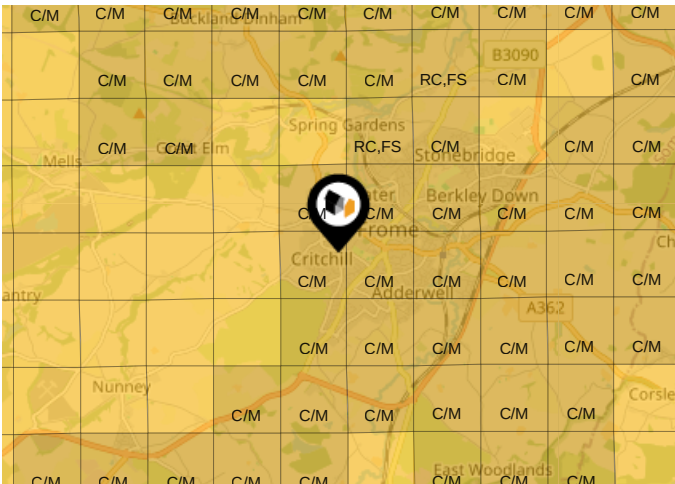 C/M C/M C/M C/M C/M C/M C/M C/M C/M C/M
Buckland Dinham
B3090
C/M C/M C/M C/M C/M RC,FS C/M C/M
Spring Gardens
C/M C/M RC,FS C/M C/M C/M
Mells Great Elm Stonebridge
Berkley Down
C/M C/M C/M C/M C/M C/M
Frome
Critchill
C/M C/M C/M C/M C/M C/M
Adderwell
A362
C/M C/M C/M C/M C/M C/M
Nunney
C/M C/M C/M C/M C/M C/M
East Woodlands
C/M C/M C/M C/M C/M C/M C/M C/M